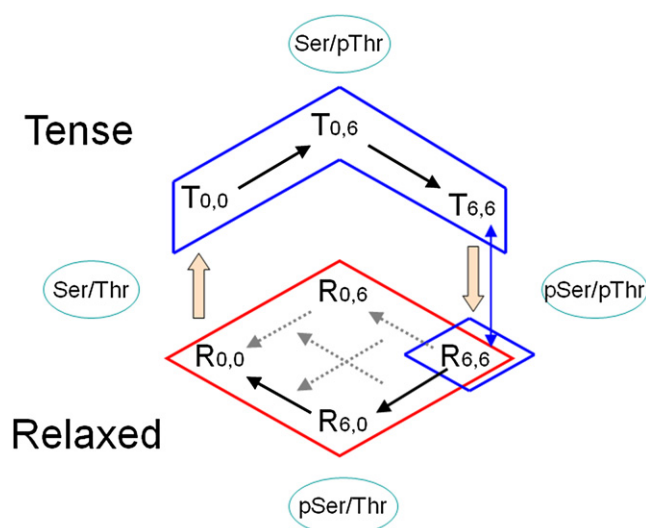 Ser/pThr
Tense
T0,6
T0,0
T6,6
Ser/Thr
pSer/pThr
R0,6
R0,0
R6,6
R6,0
Relaxed
pSer/Thr